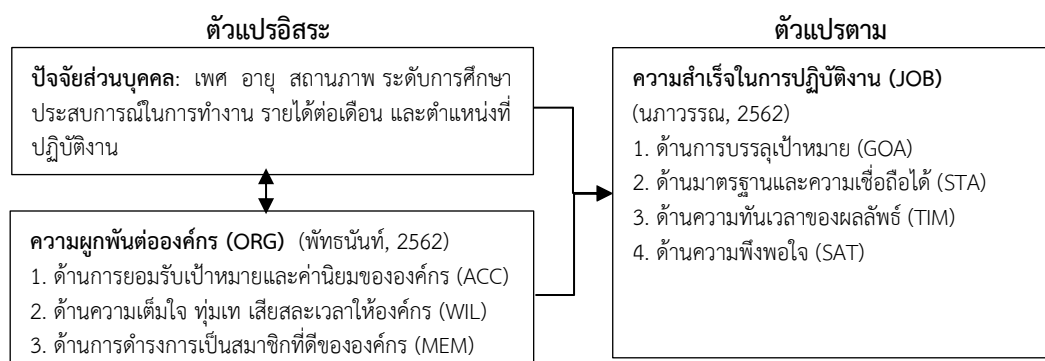 ตัวแปรอิสระ
ปัจจัยส่วนบุคคล: เพศ อายุ สถานภาพ ระดับการศึกษา
ประสบการณ์ในการทำงาน รายได้ต่อเดือน และตำแหน่งที่
ปฏิบัติงาน
ความผูกพันต่อองค์กร (ORG) (พัทธนันท์, 2562)
1. ด้านการยอมรับเป้าหมายและค่านิยมขององค์กร (ACC)
2. ด้านความเต็มใจ ทุ่มเท เสียสละเวลาให้องค์กร (WIL)
3. ด้านการดำรงการเป็นสมาชิกที่ดีขององค์กร (MEM)
ตัวแปรตาม
ความสำเร็จในการปฏิบัติงาน (JOB)
(นภาวรรณ, 2562)
1. ด้านการบรรลุเป้าหมาย (GOA)
2. ด้านมาตรฐานและความเชื่อถือได้ (STA)
3. ด้านความทันเวลาของผลลัพธ์ (TIM)
4. ด้านความพึงพอใจ (SAT)